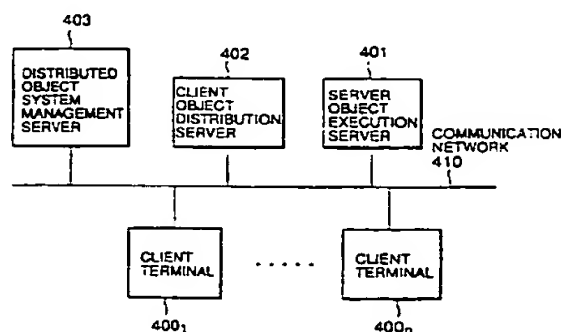 403
402
401
DISTRIBUTED
OBJECT
SYSTEM
MANAGEMENT
SERVER
CLIENT
OBJECT
DISTRIBUTION
SERVER
SERVER
OBJECT
EXECUTION
SERVER
COMMUNICATION
NETWORK
410
CLIENT
TERMINAL
.....
CLIENT
TERMINAL
400₁
400ₙ